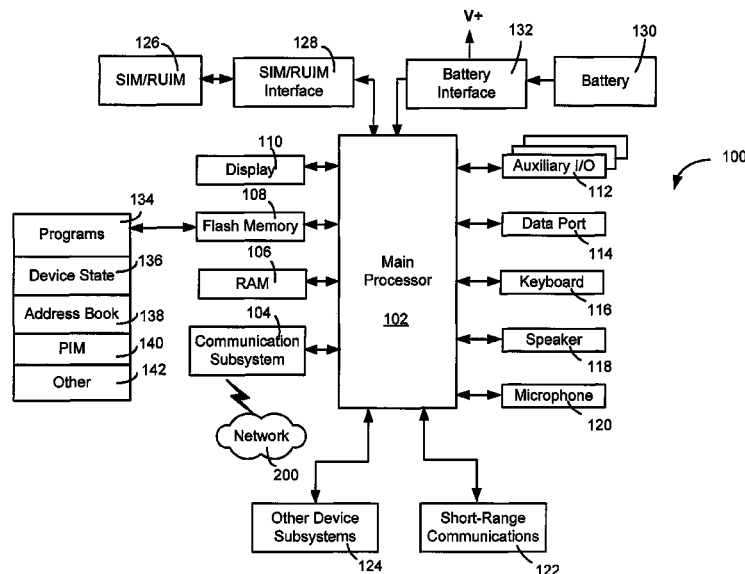 V+
126
128
132
130
SIM/RUIM
SIM/RUIM
Interface
Battery
Interface
Battery
110
Display
108
Flash Memory
106
RAM
104
Communication
Subsystem
Network
200
134
Programs
Device State
136
Address Book
138
PIM
140
Other
142
Main
Processor
102
100
Auxiliary I/O
112
Data Port
114
Keyboard
116
Speaker
118
Microphone
120
Other Device
Subsystems
124
Short-Range
Communications
122